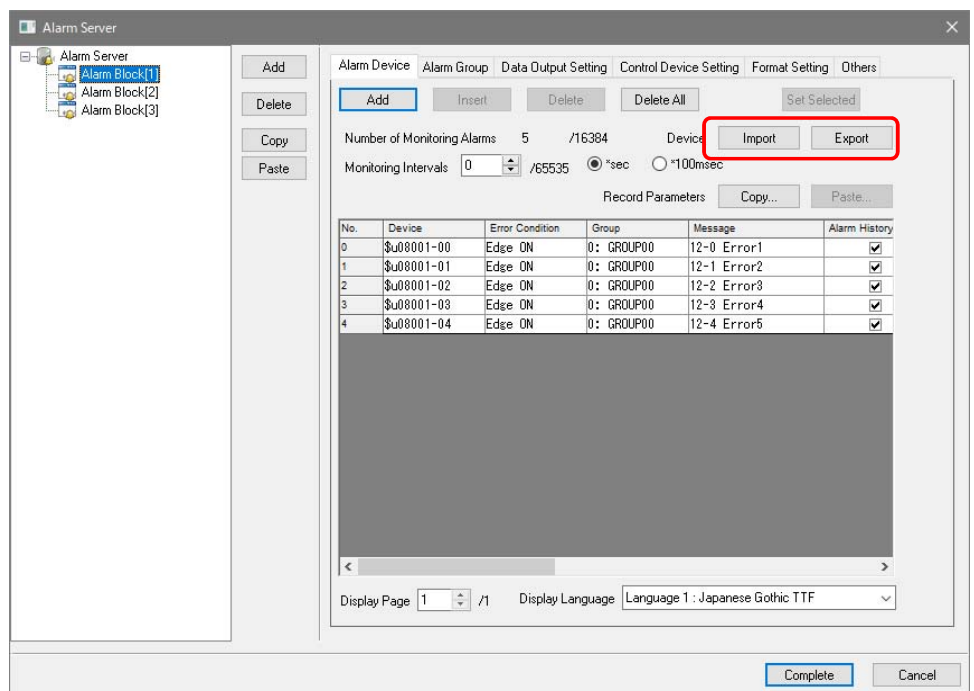 Alarm Server
Alarm Server
Alarm Block[1]
Alarm Block[2]
Alarm Block[3]
Add
Delete
Copy
Paste
Alarm Device Alarm Group Data Output Setting Control Device Setting Format Setting Others
Add Insert Delete Delete All Set Selected
Number of Monitoring Alarms 5 /16384 Device Import Export
Monitoring Intervals 0 /65535 *sec *100msec
Record Parameters Copy... Paste...
No. Device Error Condition Group Message Alarm History
0 $u08001-00 Edge ON 0: GROUP00 12-0 Error1
1 $u08001-01 Edge ON 0: GROUP00 12-1 Error2
2 $u08001-02 Edge ON 0: GROUP00 12-2 Error3
3 $u08001-03 Edge ON 0: GROUP00 12-3 Error4
4 $u08001-04 Edge ON 0: GROUP00 12-4 Error5
Display Page 1 /1 Display Language Language 1 : Japanese Gothic TTF
Complete Cancel